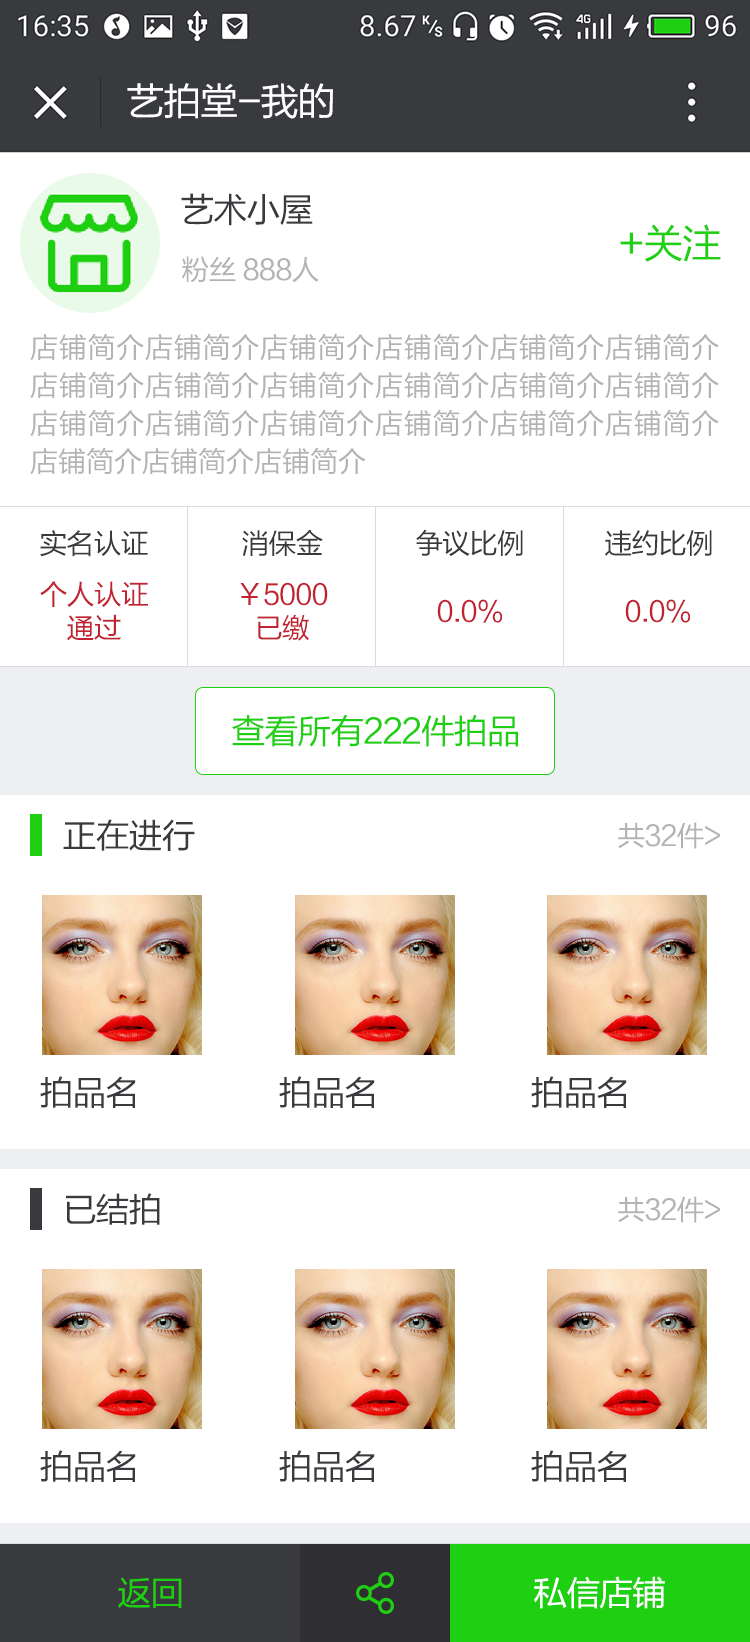 16:35 8.67 K/s 4G 96
艺拍堂-我的
艺术小屋
粉丝 888人
+关注
店铺简介店铺简介店铺简介店铺简介店铺简介店铺简介
店铺简介店铺简介店铺简介店铺简介店铺简介店铺简介
店铺简介店铺简介店铺简介店铺简介店铺简介店铺简介
店铺简介店铺简介店铺简介
实名认证 消保金 争议比例 违约比例
个人认证 ￥5000 0.0% 0.0%
通过 已缴
查看所有222件拍品
正在进行 共32件>
拍品名 拍品名 拍品名
已结拍 共32件>
拍品名 拍品名 拍品名
返回 私信店铺